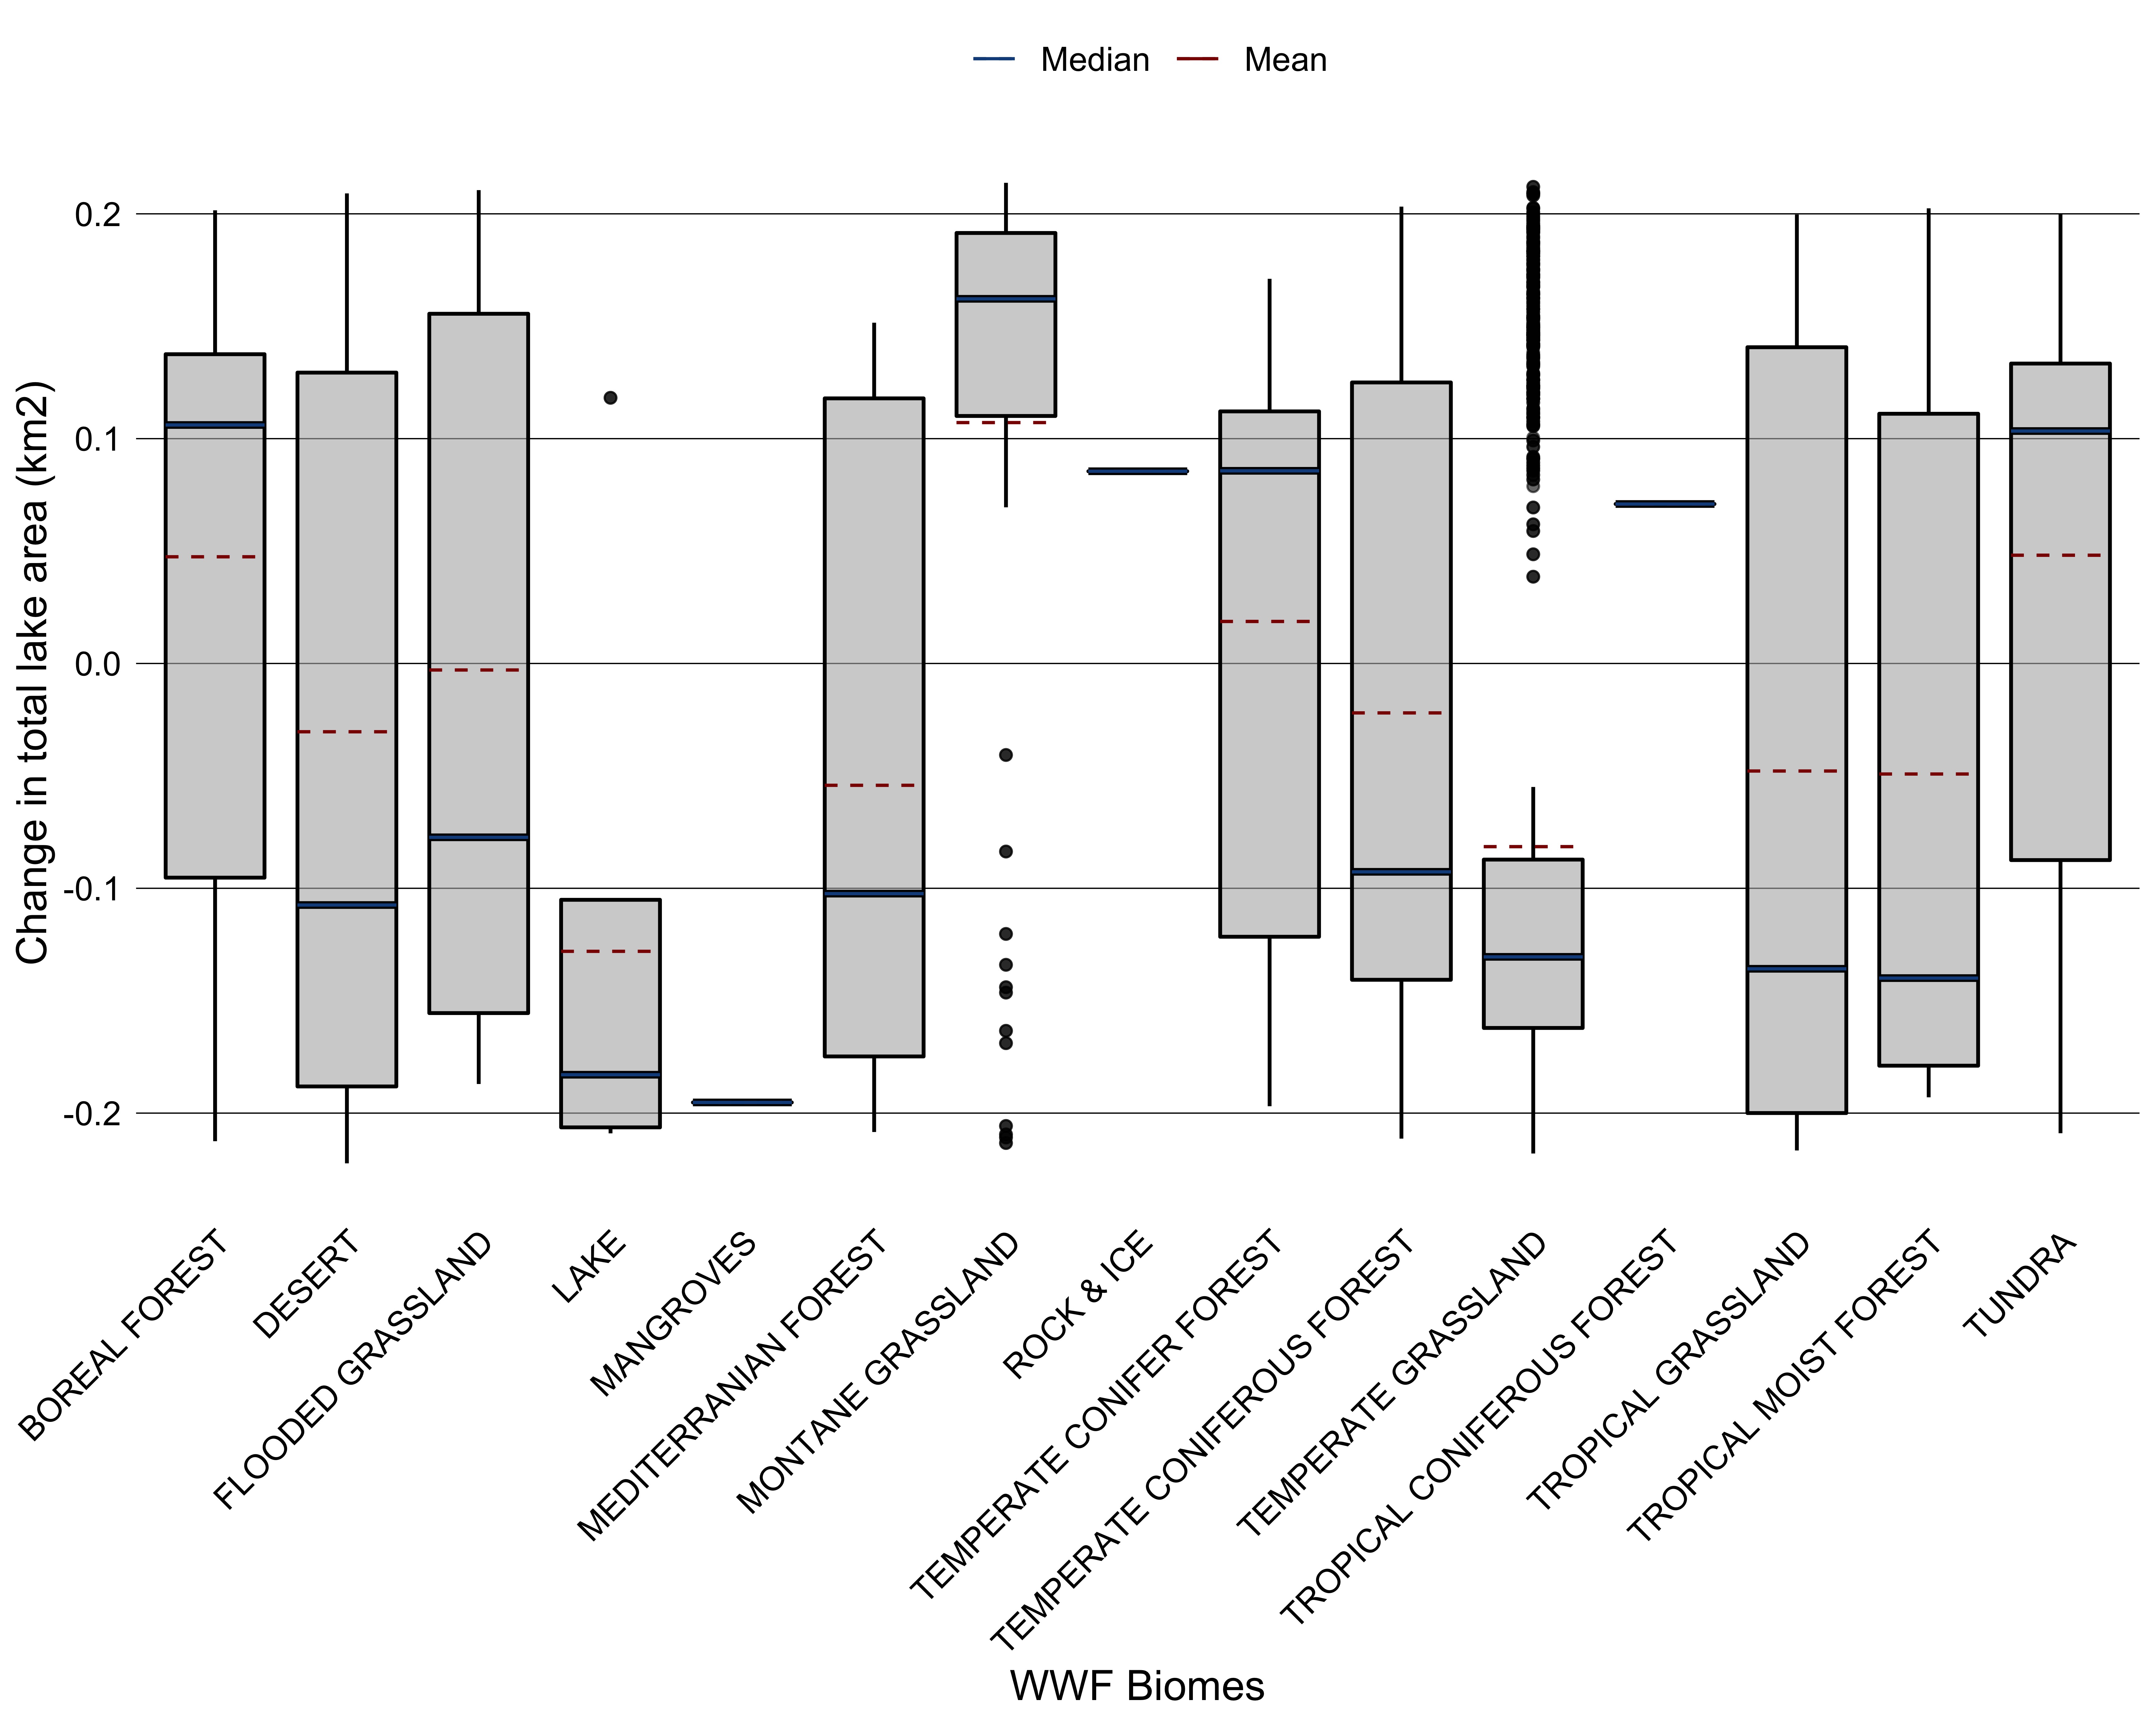 Median Mean
Change in total lake area (km2)
0.2
0.1
0.0
-0.1
-0.2
BOREAL FOREST
DESERT
FLOODED GRASSLAND
LAKE
MANGROVES
MEDITERRANIAN FOREST
MONTANE GRASSLAND
ROCK & ICE
TEMPERATE CONIFER FOREST
TEMPERATE CONIFEROUS FOREST
TEMPERATE GRASSLAND
TROPICAL CONIFEROUS FOREST
TROPICAL GRASSLAND
TROPICAL MOIST FOREST
TUNDRA
WWF Biomes